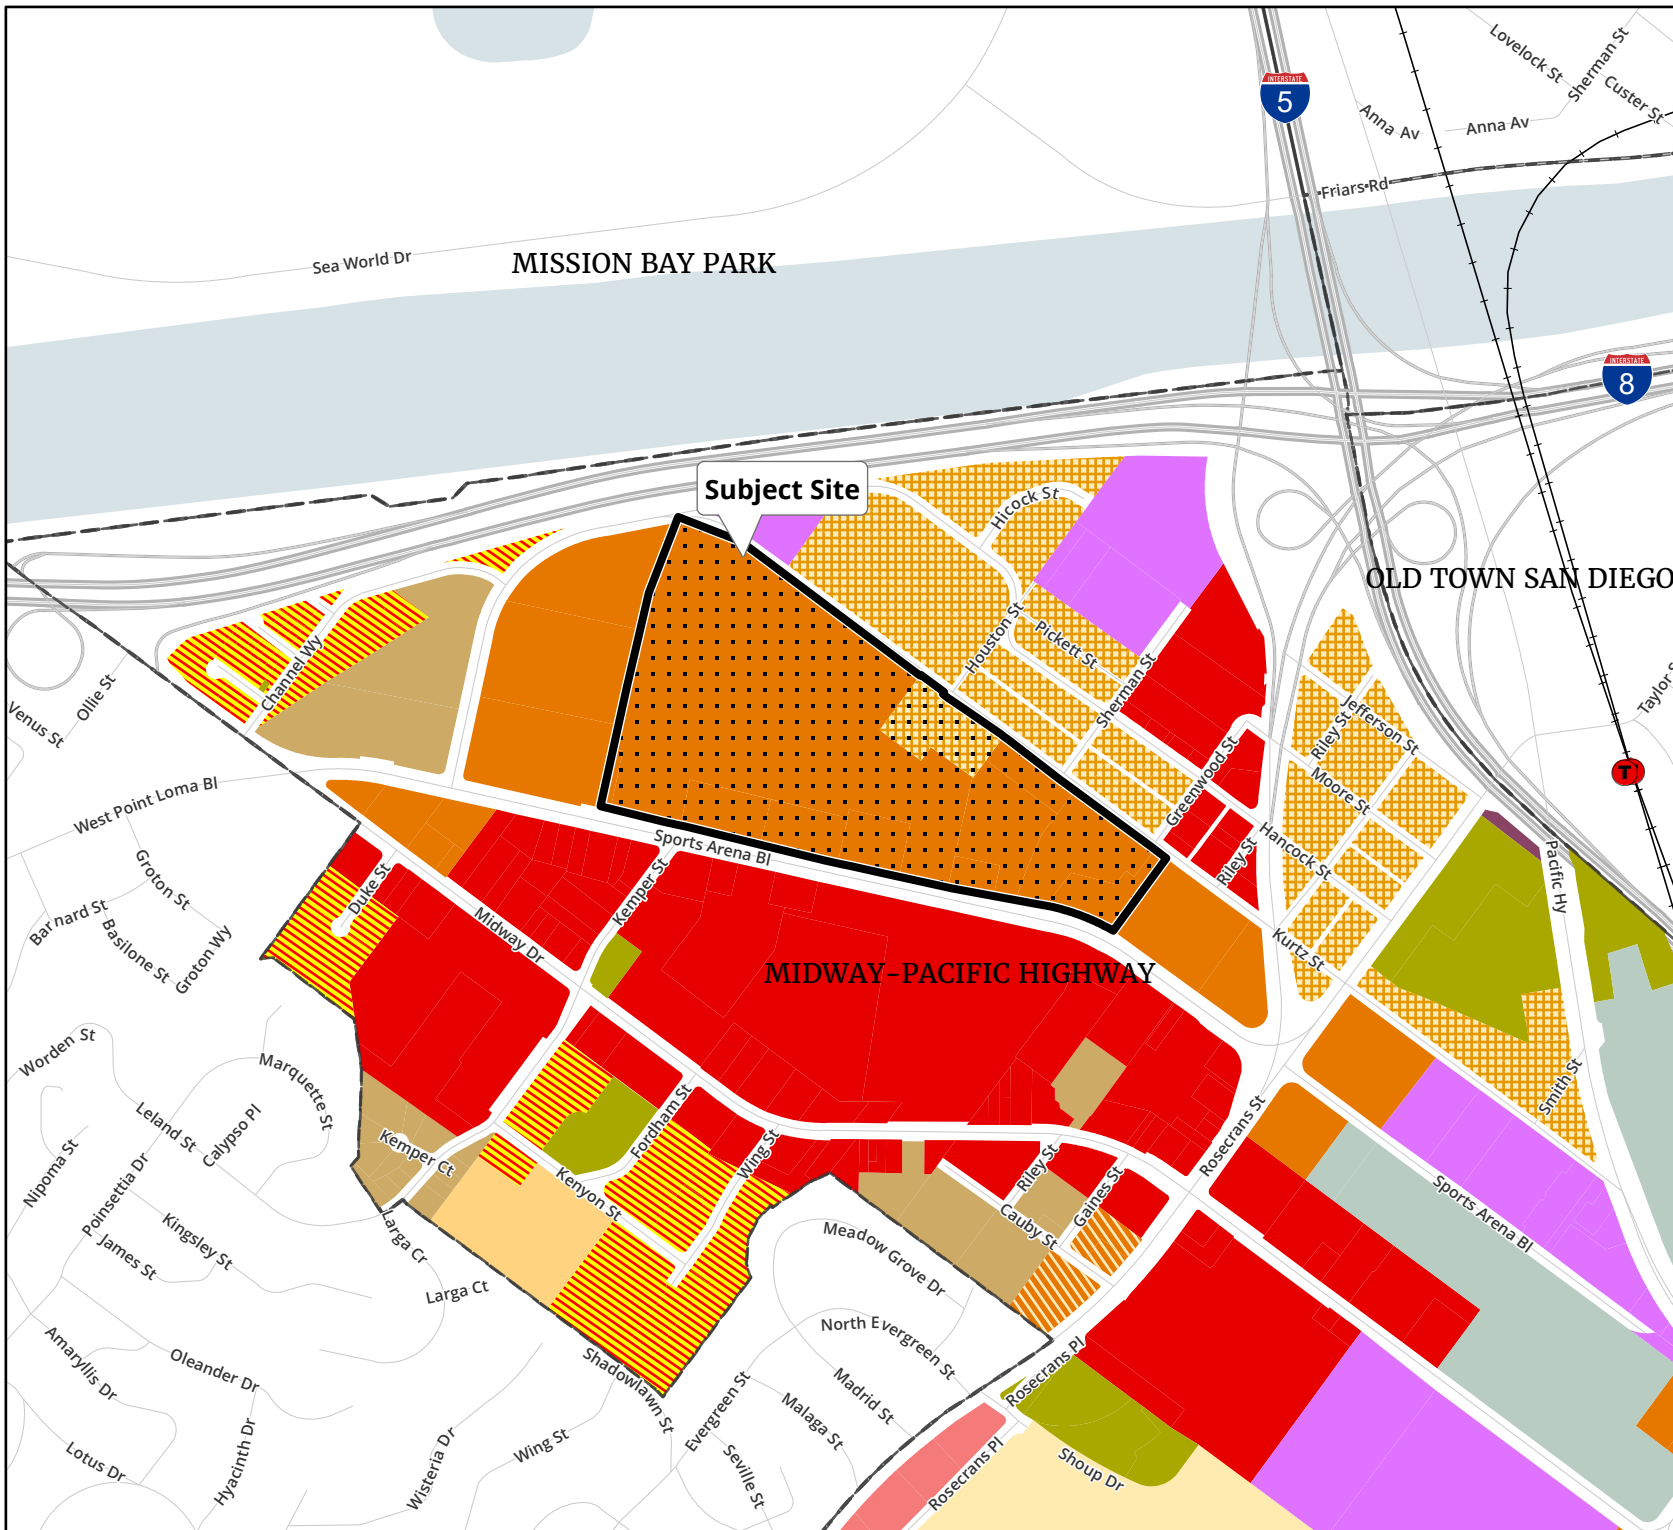 Lovelock St
Sherman St
Custer St
INTERSTATE
5
Anna Av
Anna Av
Friars Rd
Sea World Dr
MISSION BAY PARK
INTERSTATE
8
Subject Site
Hicock St
OLD TOWN SAN DIEGO
Houston St
Pickett St
Sherman St
Channel Wy
Ollie St
Venus St
Taylor S
Jefferson St
Riley St
Moore St
Greenwood St
T
West Point Loma Bl
Sports Arena Bl
Hancock St
Riley St
Pacific Hy
Groton St
Duke St
Kemper St
Barnard St
Basilone St
Groton Wy
Midway Dr
Kurtz St
MIDWAY-PACIFIC HIGHWAY
Worden St
Marquette St
Leland St
Calypso Pl
Smith St
Nipoma St
Poinsettia Dr
Kemper Ct
Fordham St
Wing St
Kenyon St
Riley St
Gaines St
Cauby St
Rosecrans St
Sports Arena Bl
Kingsley St
James St
Larga Cr
Larga Ct
Meadow Grove Dr
North Evergreen St
Amaryllis Dr
Oleander Dr
Shadowlawn St
Rosecrans Pl
Madrid St
Evergreen St
Malaga St
Lotus Dr
Hyacinth Dr
Wisteria Dr
Wing St
Seville St
Rosecrans Pl
Shoup Dr